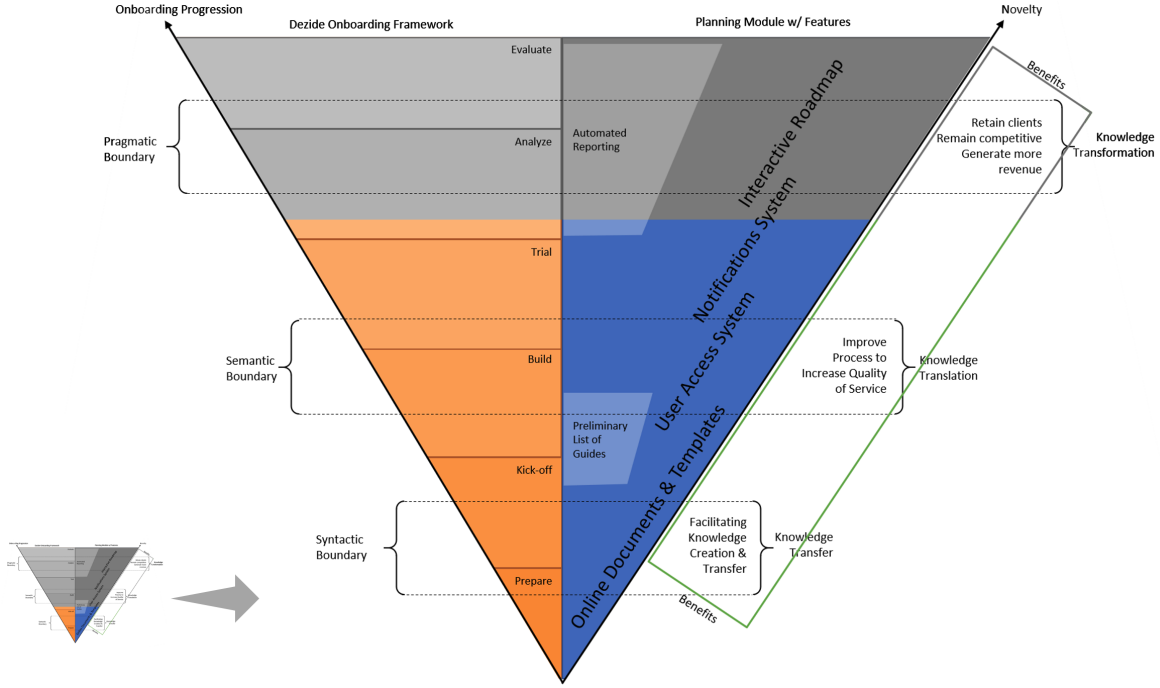 Onboarding Progression
Dezide Onboarding Framework
Planning Module w/ Features
Novelty
Evaluate
Benefits
Pragmatic
Boundary
Analyze
Automated
Reporting
Interactive Roadmap
Retain clients
Remain competitive
Generate more
revenue
Knowledge
Transformation
Trial
Notifications System
Semantic
Boundary
Build
User Access System
Improve
Process to
Increase Quality
of Service
Knowledge
Translation
Preliminary
List of
Guides
Kick-off
Online Documents & Templates
Syntactic
Boundary
Facilitating
Knowledge
Creation &
Transfer
Knowledge
Transfer
Prepare
Benefits